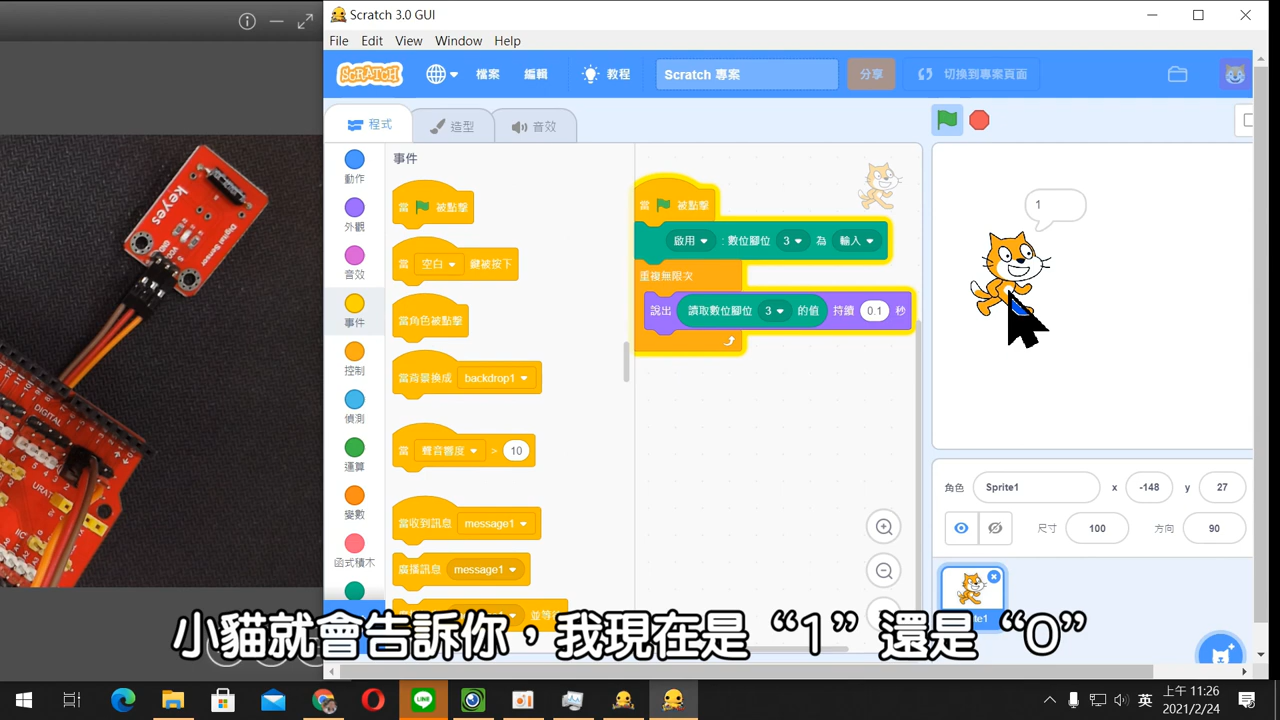 Scratch 3.0 GUI
File Edit View Window Help
SCRATCH 檔案 編輯 教程 Scratch 專案 分享 切換到專案頁面
程式 造型 音效
動作
外觀
音效
事件
控制
偵測
運算
變數
函式積木
事件
當 被點擊
當 空白 鍵被按下
當角色被點擊
當背景換成 backdrop1
當 聲音響度 > 10
當收到訊息 message1
廣播訊息 message1
當 被點擊
啟用 : 數位腳位 3 為 輸入
重複無限次
說出 讀取數位腳位 3 的值 持續 0.1 秒
1
角色 Sprite1 x -148 y 27
尺寸 100 方向 90
keyes
Digital Sensor
GND
DIGITAL
IIC
小貓就會告訴你，我現在是“1”還是“0”
LINE
英
上午 11:26
2021/2/24